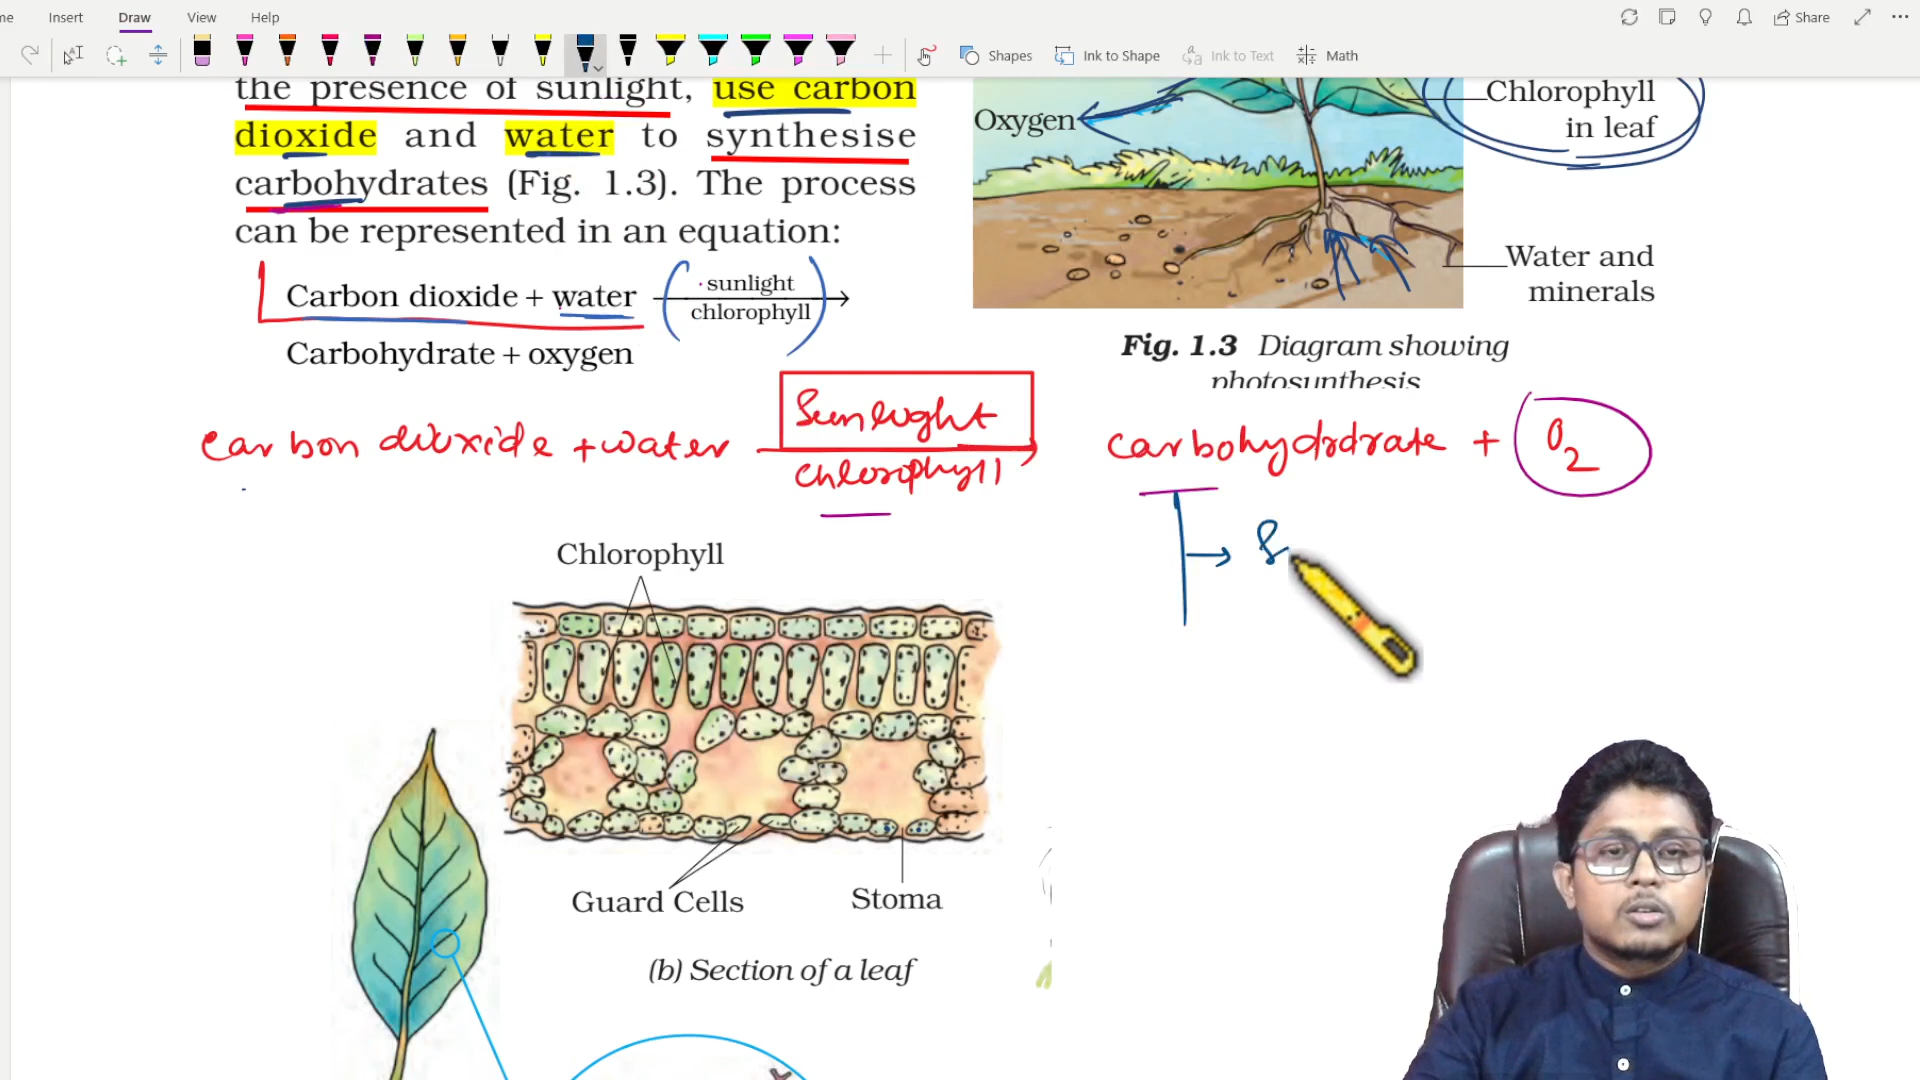 Insert Draw View Help Share
Shapes Ink to Shape Ink to Text Math
the presence of sunlight, use carbon
dioxide and water to synthesise
carbohydrates (Fig. 1.3). The process
can be represented in an equation:
Carbon dioxide + water
sunlight
chlorophyll
Carbohydrate + oxygen
Oxygen
Chlorophyll
in leaf
Water and
minerals
Fig. 1.3 Diagram showing
photosynthesis
carbon dioxide + water
Sunlight
chlorophyll
carbohydrdrate + O2
Chlorophyll
Guard Cells
Stoma
(b) Section of a leaf